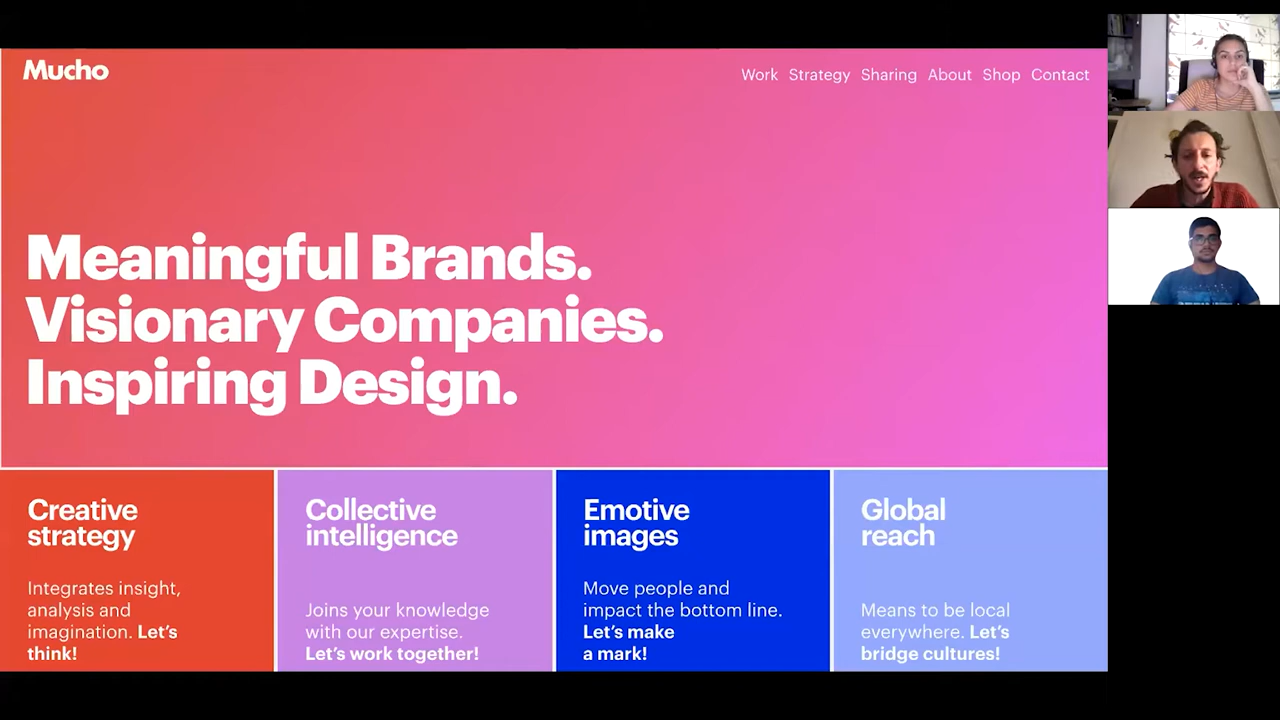 Mucho
Work Strategy Sharing About Shop Contact
Meaningful Brands.
Visionary Companies.
Inspiring Design.
Creative
strategy
Integrates insight,
analysis and
imagination. Let's
think!
Collective
intelligence
Joins your knowledge
with our expertise.
Let's work together!
Emotive
images
Move people and
impact the bottom line.
Let's make
a mark!
Global
reach
Means to be local
everywhere. Let's
bridge cultures!